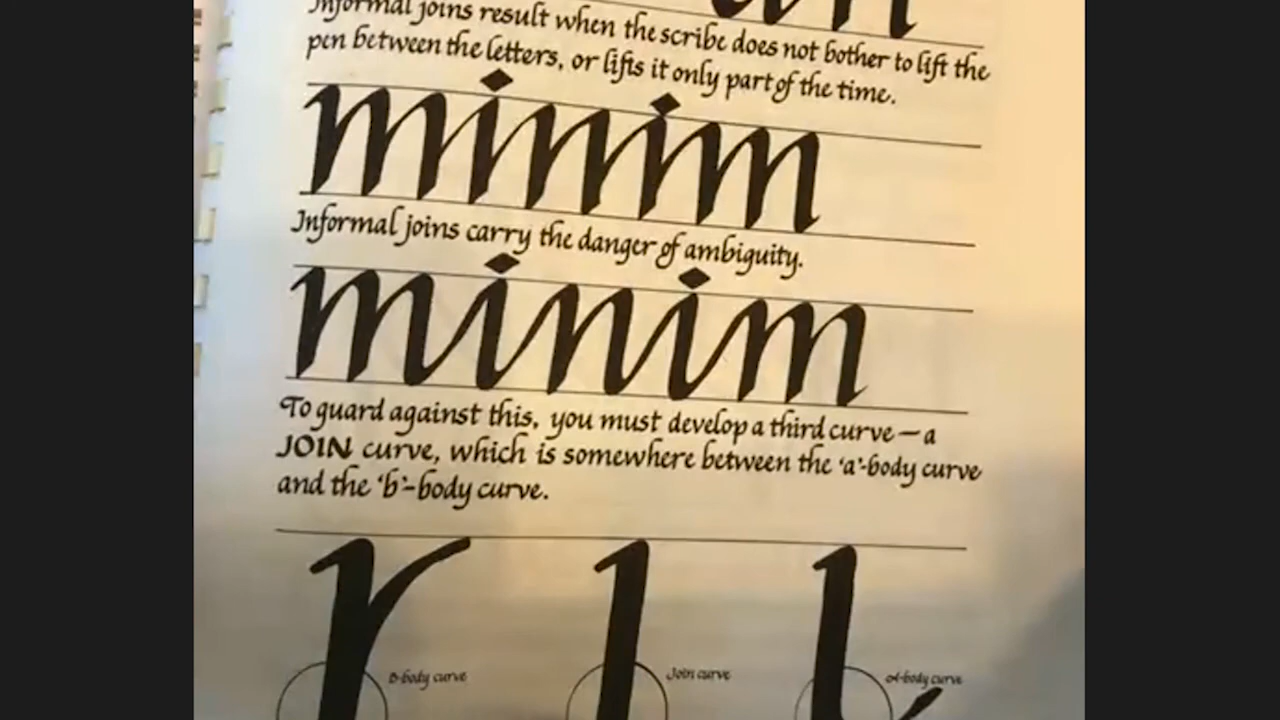 Informal joins result when the scribe does not bother to lift the
pen between the letters, or lifts it only part of the time.
minim
Informal joins carry the danger of ambiguity.
minim
To guard against this, you must develop a third curve — a
JOIN curve, which is somewhere between the 'a'-body curve
and the 'b'-body curve.
B-body curve Join curve A-body curve